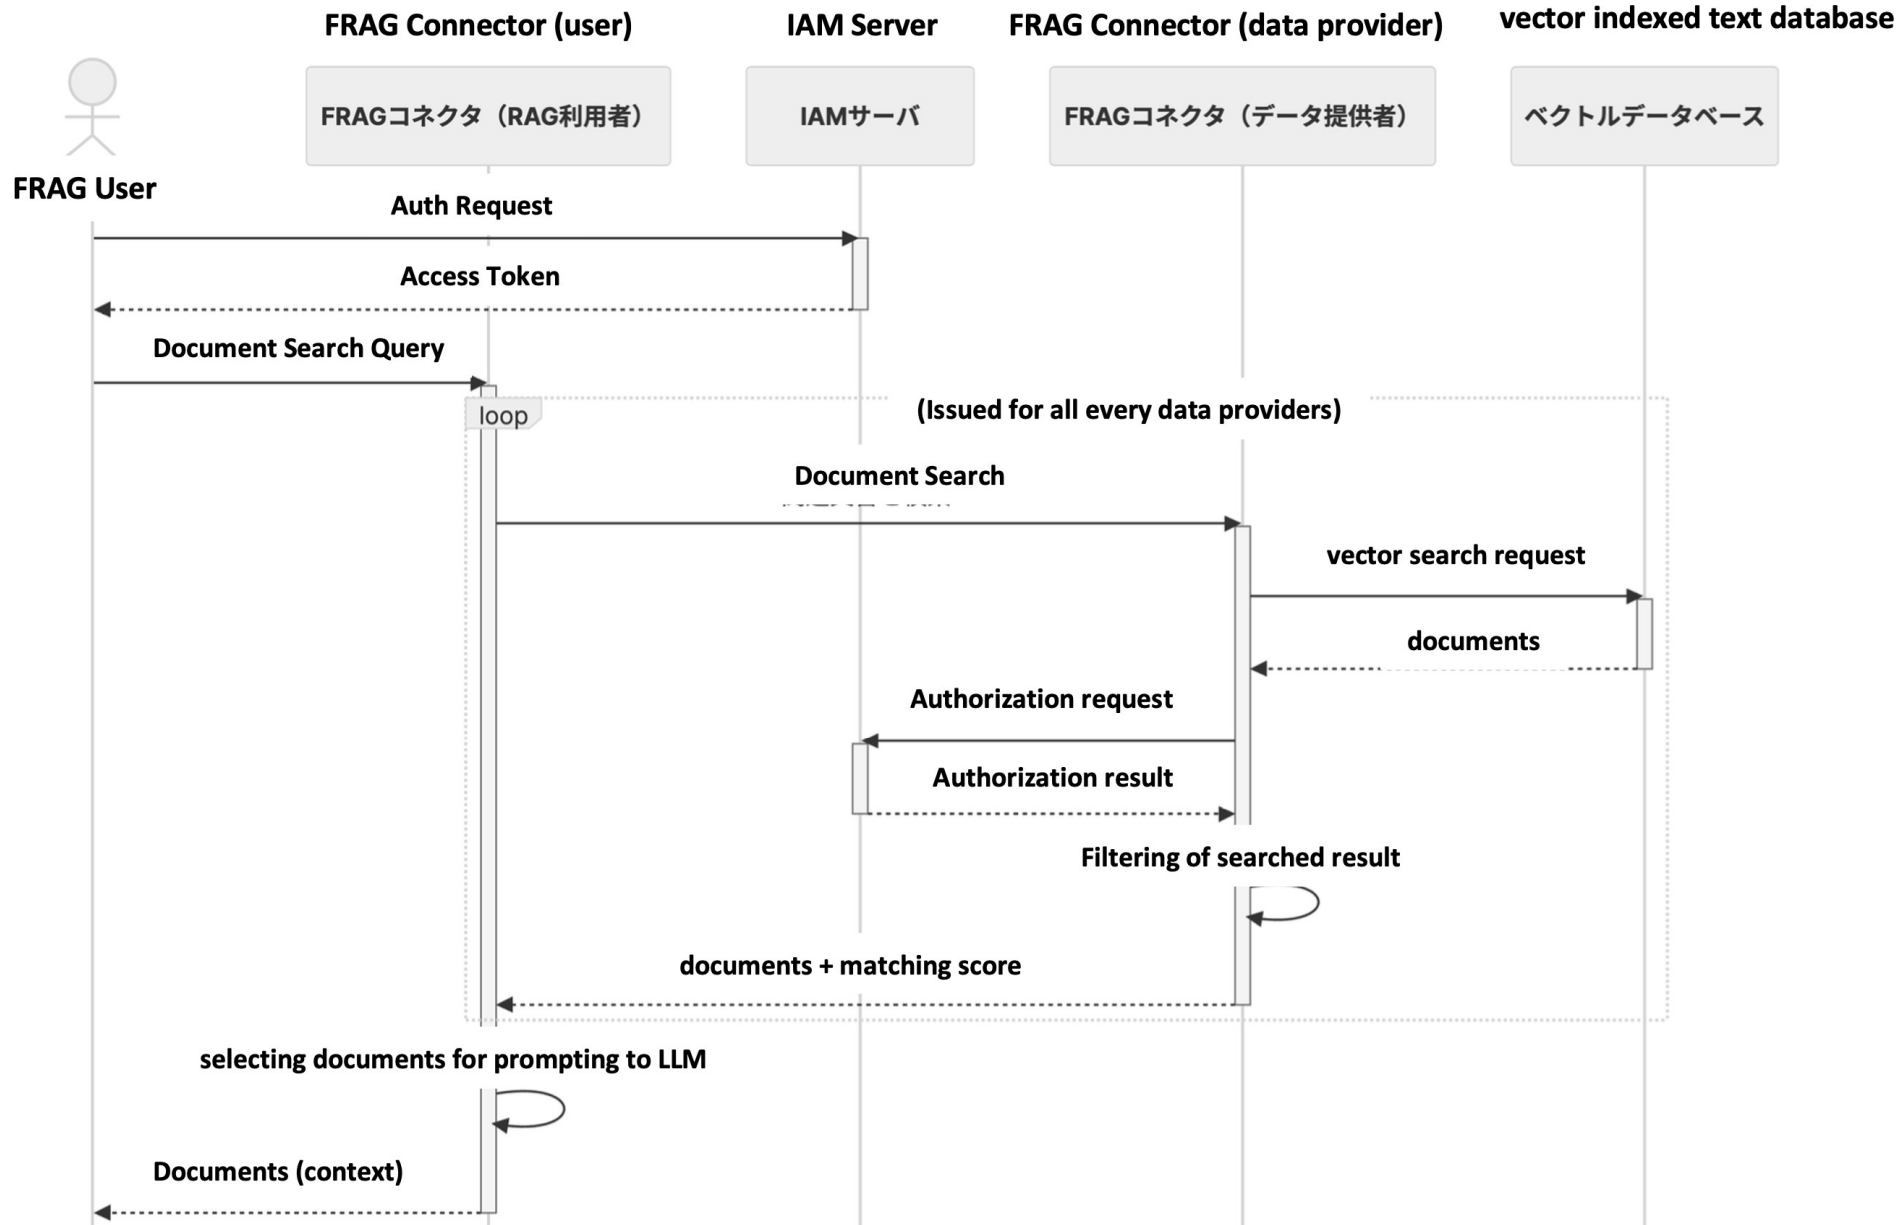 FRAG Connector (user)
IAM Server
FRAG Connector (data provider)
vector indexed text database
FRAGコネクタ（RAG利用者）
IAMサーバ
FRAGコネクタ（データ提供者）
ベクトルデータベース
FRAG User
Auth Request
Access Token
Document Search Query
loop
(Issued for all every data providers)
Document Search
vector search request
documents
Authorization request
Authorization result
Filtering of searched result
documents + matching score
selecting documents for prompting to LLM
Documents (context)